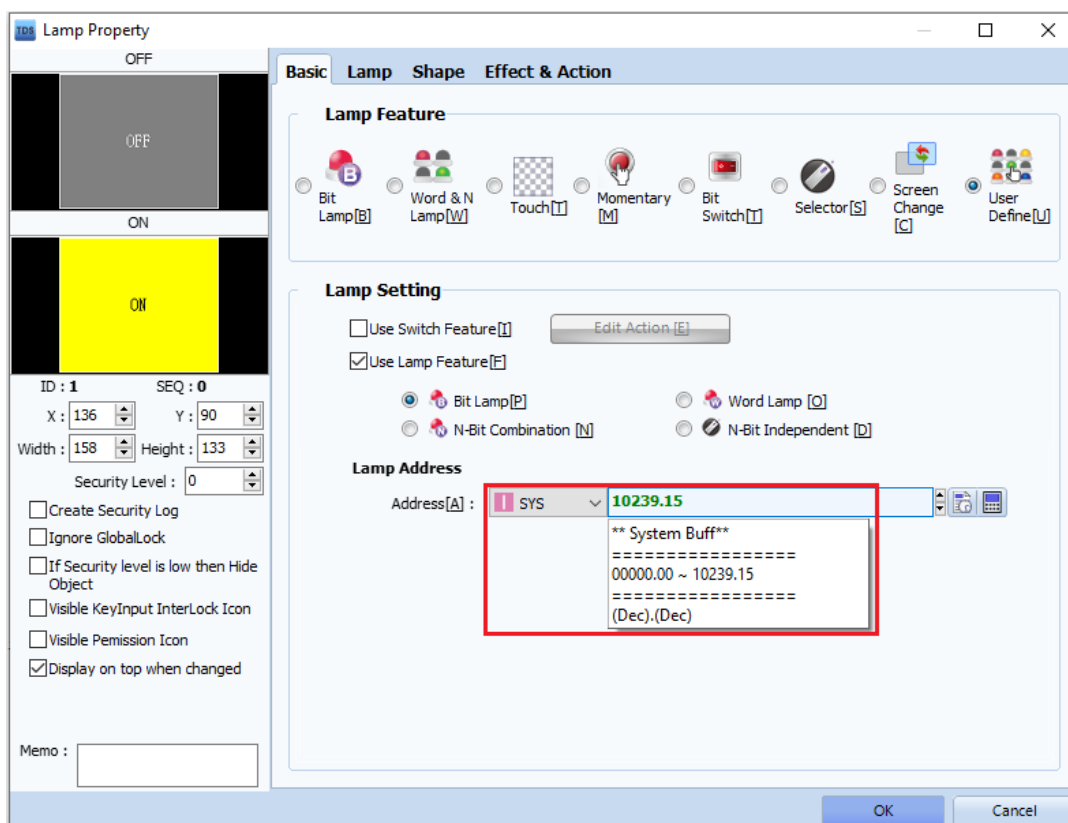 TDS Lamp Property
OFF
OFF
ON
ON
ID : 1 SEQ : 0
X : 136 Y : 90
Width : 158 Height : 133
Security Level : 0
Create Security Log
Ignore GlobalLock
If Security level is low then Hide
Object
Visible KeyInput InterLock Icon
Visible Pemission Icon
Display on top when changed
Memo :
Basic Lamp Shape Effect & Action
Lamp Feature
Bit
Lamp[B]
Word & N
Lamp[W]
Touch[T]
Momentary
[M]
Bit
Switch[T]
Selector[S]
Screen
Change
[C]
User
Define[U]
Lamp Setting
Use Switch Feature[I] Edit Action [E]
Use Lamp Feature[F]
Bit Lamp[P] Word Lamp [O]
N-Bit Combination [N] N-Bit Independent [D]
Lamp Address
Address[A] : I SYS 10239.15
** System Buff**
=================
00000.00 ~ 10239.15
=================
(Dec).(Dec)
OK Cancel